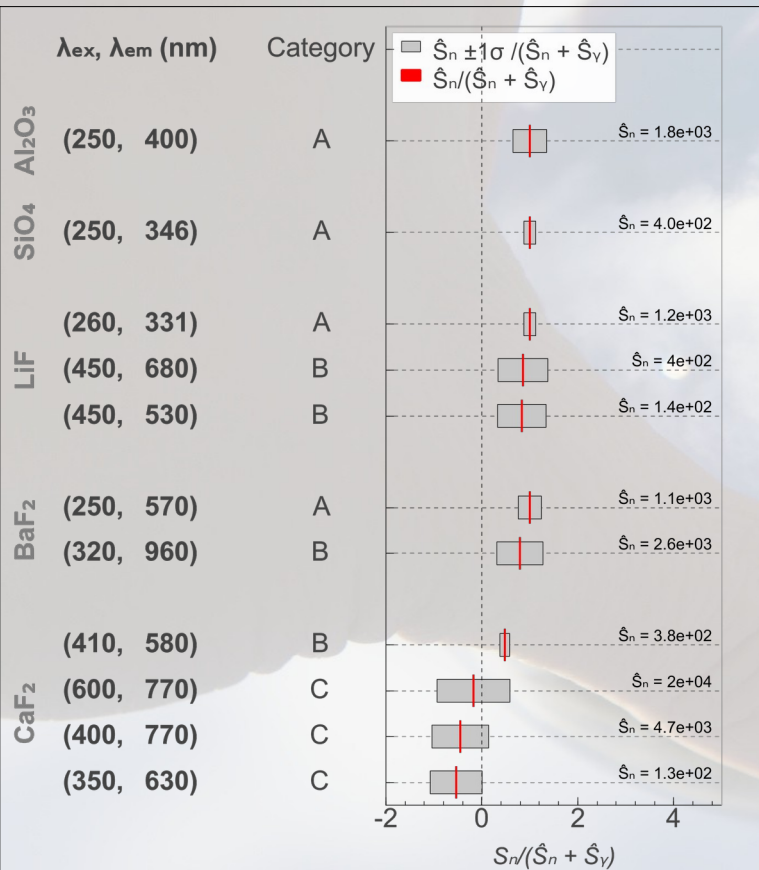 λex, λem (nm) Category
Ŝn ±1σ /(Ŝn + Ŝγ)
Ŝn/(Ŝn + Ŝγ)
Al₂O₃
(250, 400) A Ŝn = 1.8e+03
SiO₄
(250, 346) A Ŝn = 4.0e+02
LiF
(260, 331) A Ŝn = 1.2e+03
(450, 680) B Ŝn = 4e+02
(450, 530) B Ŝn = 1.4e+02
BaF₂
(250, 570) A Ŝn = 1.1e+03
(320, 960) B Ŝn = 2.6e+03
CaF₂
(410, 580) B Ŝn = 3.8e+02
(600, 770) C Ŝn = 2e+04
(400, 770) C Ŝn = 4.7e+03
(350, 630) C Ŝn = 1.3e+02
-2 0 2 4
Sn/(Ŝn + Ŝγ)